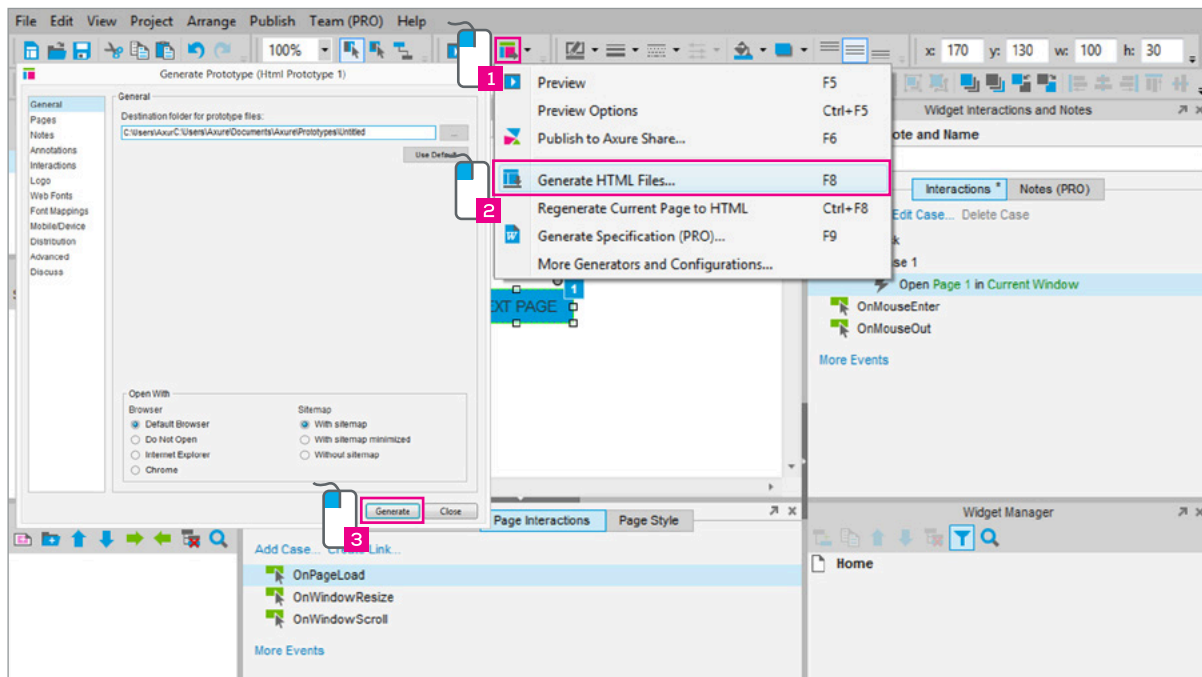 File Edit View Project Arrange Publish Team (PRO) Help
100%
x: 170 y: 130 w: 100 h: 30
1
Generate Prototype (Html Prototype 1)
General
Pages
Notes
Annotations
Interactions
Logo
Web Fonts
Font Mappings
Mobile/Device
Distribution
Advanced
Discuss
General
Destination folder for prototype files:
C:\Users\AxurC:\Users\Axure\Documents\Axure\Prototypes\Untitled
...
Use Default
Open With
Browser
Default Browser
Do Not Open
Internet Explorer
Chrome
Sitemap
With sitemap
With sitemap minimized
Without sitemap
Generate Close
3
Preview F5
Preview Options Ctrl+F5
Publish to Axure Share... F6
Generate HTML Files... F8
2
Regenerate Current Page to HTML Ctrl+F8
Generate Specification (PRO)... F9
More Generators and Configurations...
1
EXT PAGE
Widget Interactions and Notes
ote and Name
Interactions * Notes (PRO)
Edit Case... Delete Case
k
se 1
Open Page 1 in Current Window
OnMouseEnter
OnMouseOut
More Events
Page Interactions Page Style
Add Case... Create Link...
OnPageLoad
OnWindowResize
OnWindowScroll
More Events
Widget Manager
Home